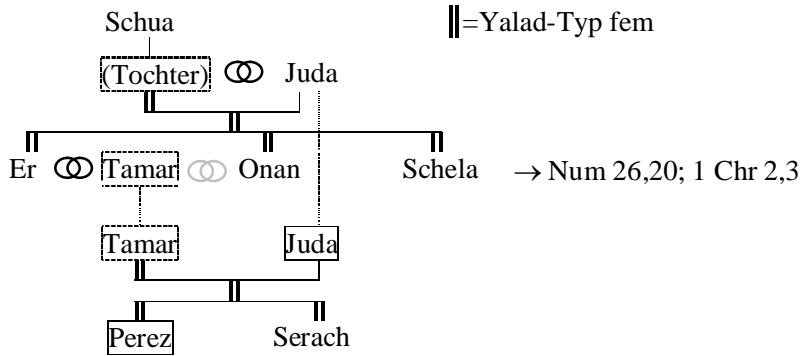 Schua =Yalad-Typ fem
(Tochter) Juda
Er Tamar Onan Schela → Num 26,20; 1 Chr 2,3
Tamar Juda
Perez Serach